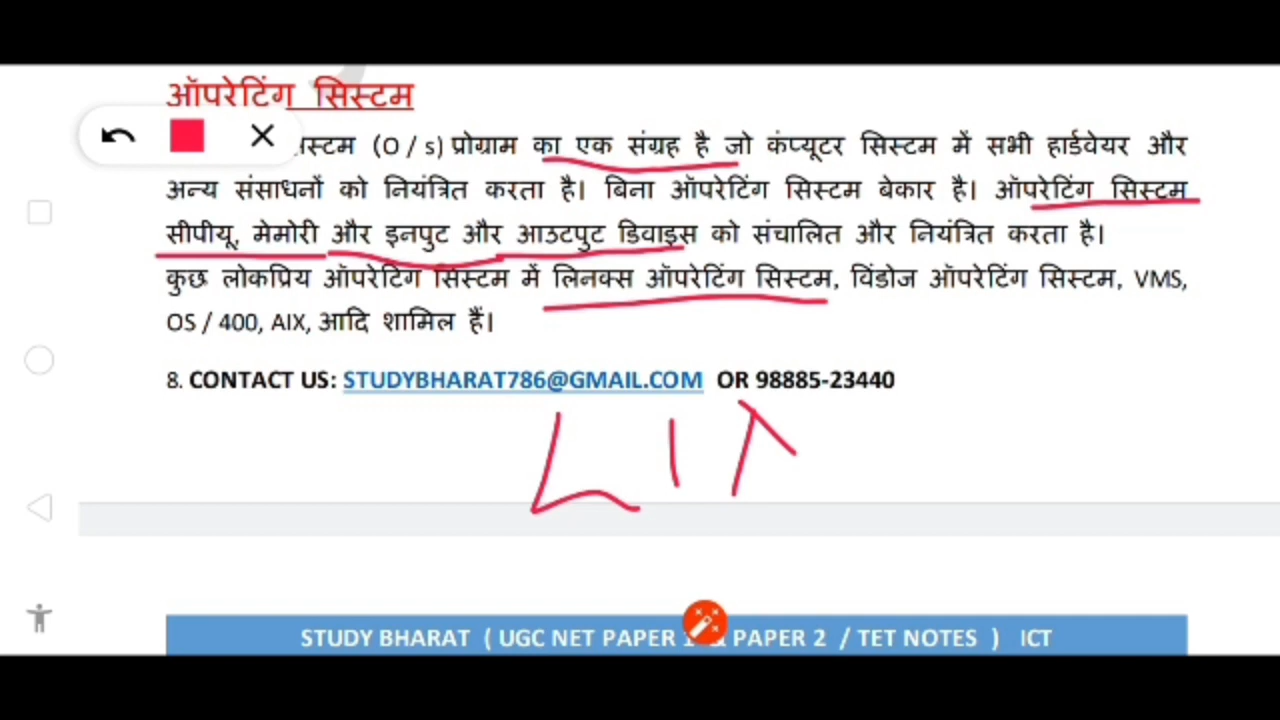 ऑपरेटिंग सिस्टम
(O / s) प्रोग्राम का एक संग्रह है जो कंप्यूटर सिस्टम में सभी हार्डवेयर और
अन्य संसाधनों को नियंत्रित करता है। बिना ऑपरेटिंग सिस्टम बेकार है। ऑपरेटिंग सिस्टम
सीपीयू, मेमोरी और इनपुट और आउटपुट डिवाइस को संचालित और नियंत्रित करता है।
कुछ लोकप्रिय ऑपरेटिंग सिस्टम में लिनक्स ऑपरेटिंग सिस्टम, विंडोज ऑपरेटिंग सिस्टम, VMS,
OS / 400, AIX, आदि शामिल हैं।
8. CONTACT US: STUDYBHARAT786@GMAIL.COM OR 98885-23440
STUDY BHARAT ( UGC NET PAPER 1 & PAPER 2 / TET NOTES ) ICT